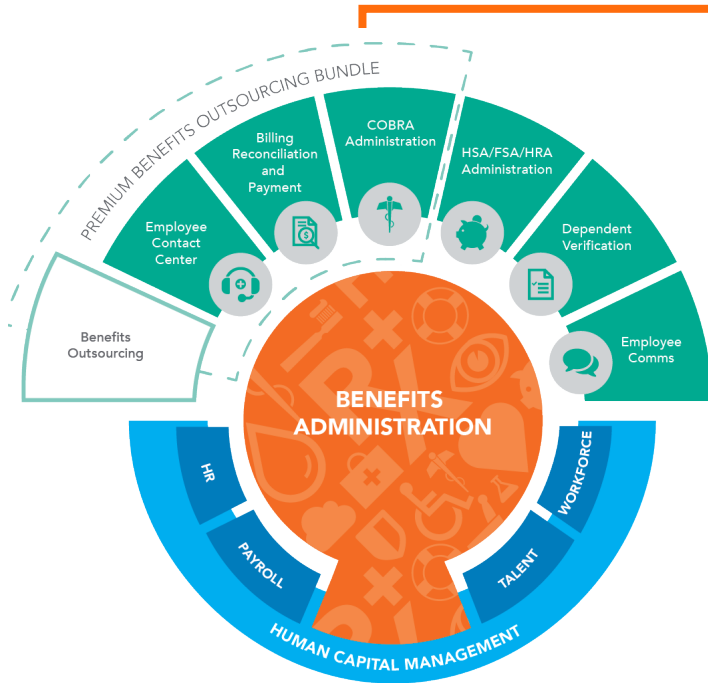 PREMIUM BENEFITS OUTSOURCING BUNDLE
Benefits
Outsourcing
Employee
Contact
Center
Billing
Reconciliation
and
Payment
COBRA
Administration
HSA/FSA/HRA
Administration
Dependent
Verification
Employee
Comms
BENEFITS
ADMINISTRATION
HR
PAYROLL
TALENT
WORKFORCE
HUMAN CAPITAL MANAGEMENT